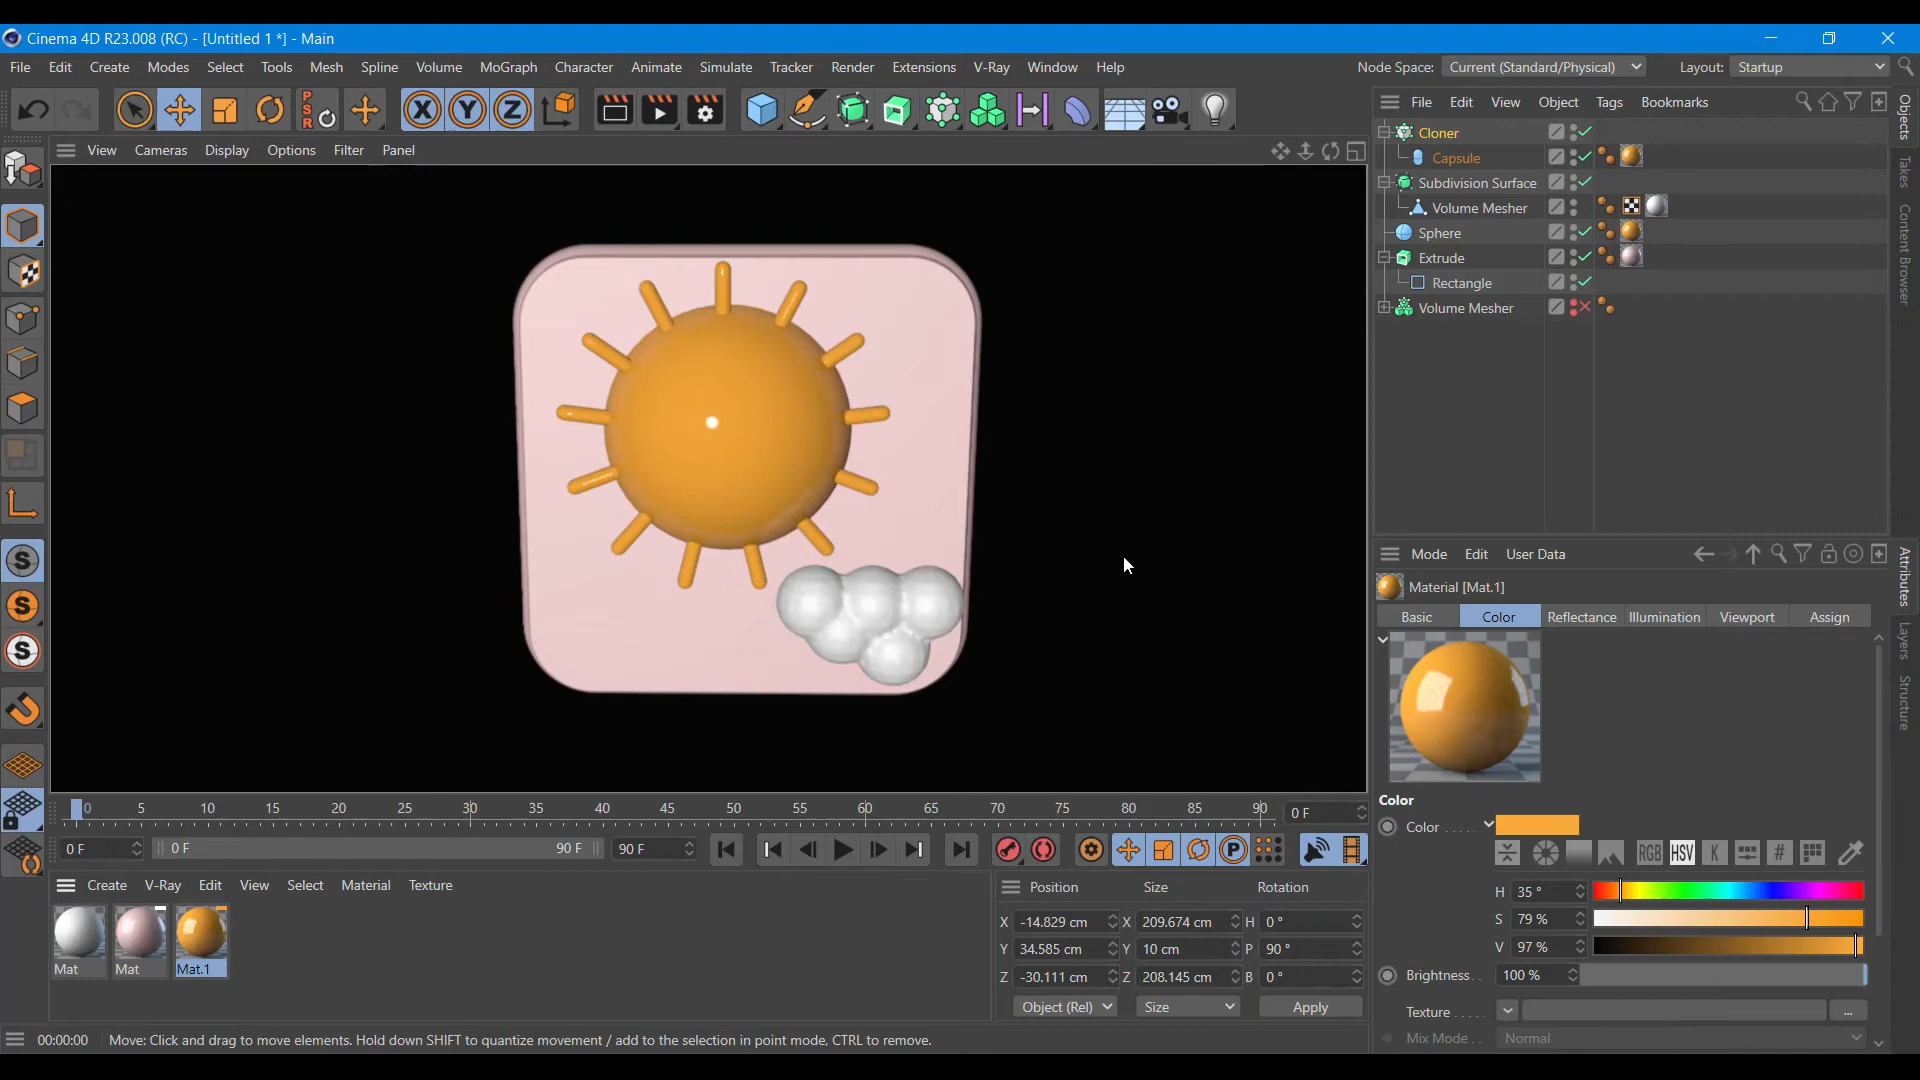 Cinema 4D R23.008 (RC) - [Untitled 1 *] - Main
File Edit Create Modes Select Tools Mesh Spline Volume MoGraph Character Animate Simulate Tracker Render Extensions V-Ray Window Help Node Space: Current (Standard/Physical) Layout: Startup
PSR X Y Z
File Edit View Object Tags Bookmarks
View Cameras Display Options Filter Panel
Cloner
Capsule
Subdivision Surface
Volume Mesher
Sphere
Extrude
Rectangle
Volume Mesher
Objects
Takes
Content Browser
Mode Edit User Data
Material [Mat.1]
Basic Color Reflectance Illumination Viewport Assign
Attributes
Layers
Structure
Color
Color
RGB HSV K #
H 35 °
S 79 %
V 97 %
Brightness 100 %
Texture ...
Mix Mode Normal
0 5 10 15 20 25 30 35 40 45 50 55 60 65 70 75 80 85 90 0 F
0 F 0 F 90 F 90 F P
Create V-Ray Edit View Select Material Texture
Mat Mat Mat.1
Position Size Rotation
X -14.829 cm X 209.674 cm H 0 °
Y 34.585 cm Y 10 cm P 90 °
Z -30.111 cm Z 208.145 cm B 0 °
Object (Rel) Size Apply
00:00:00 Move: Click and drag to move elements. Hold down SHIFT to quantize movement / add to the selection in point mode, CTRL to remove.